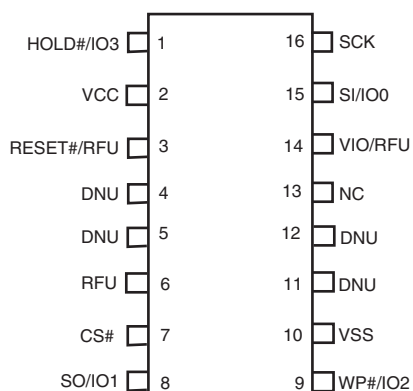 HOLD#/IO3 1 16 SCK
VCC 2 15 SI/IO0
RESET#/RFU 3 14 VIO/RFU
DNU 4 13 NC
DNU 5 12 DNU
RFU 6 11 DNU
CS# 7 10 VSS
SO/IO1 8 9 WP#/IO2